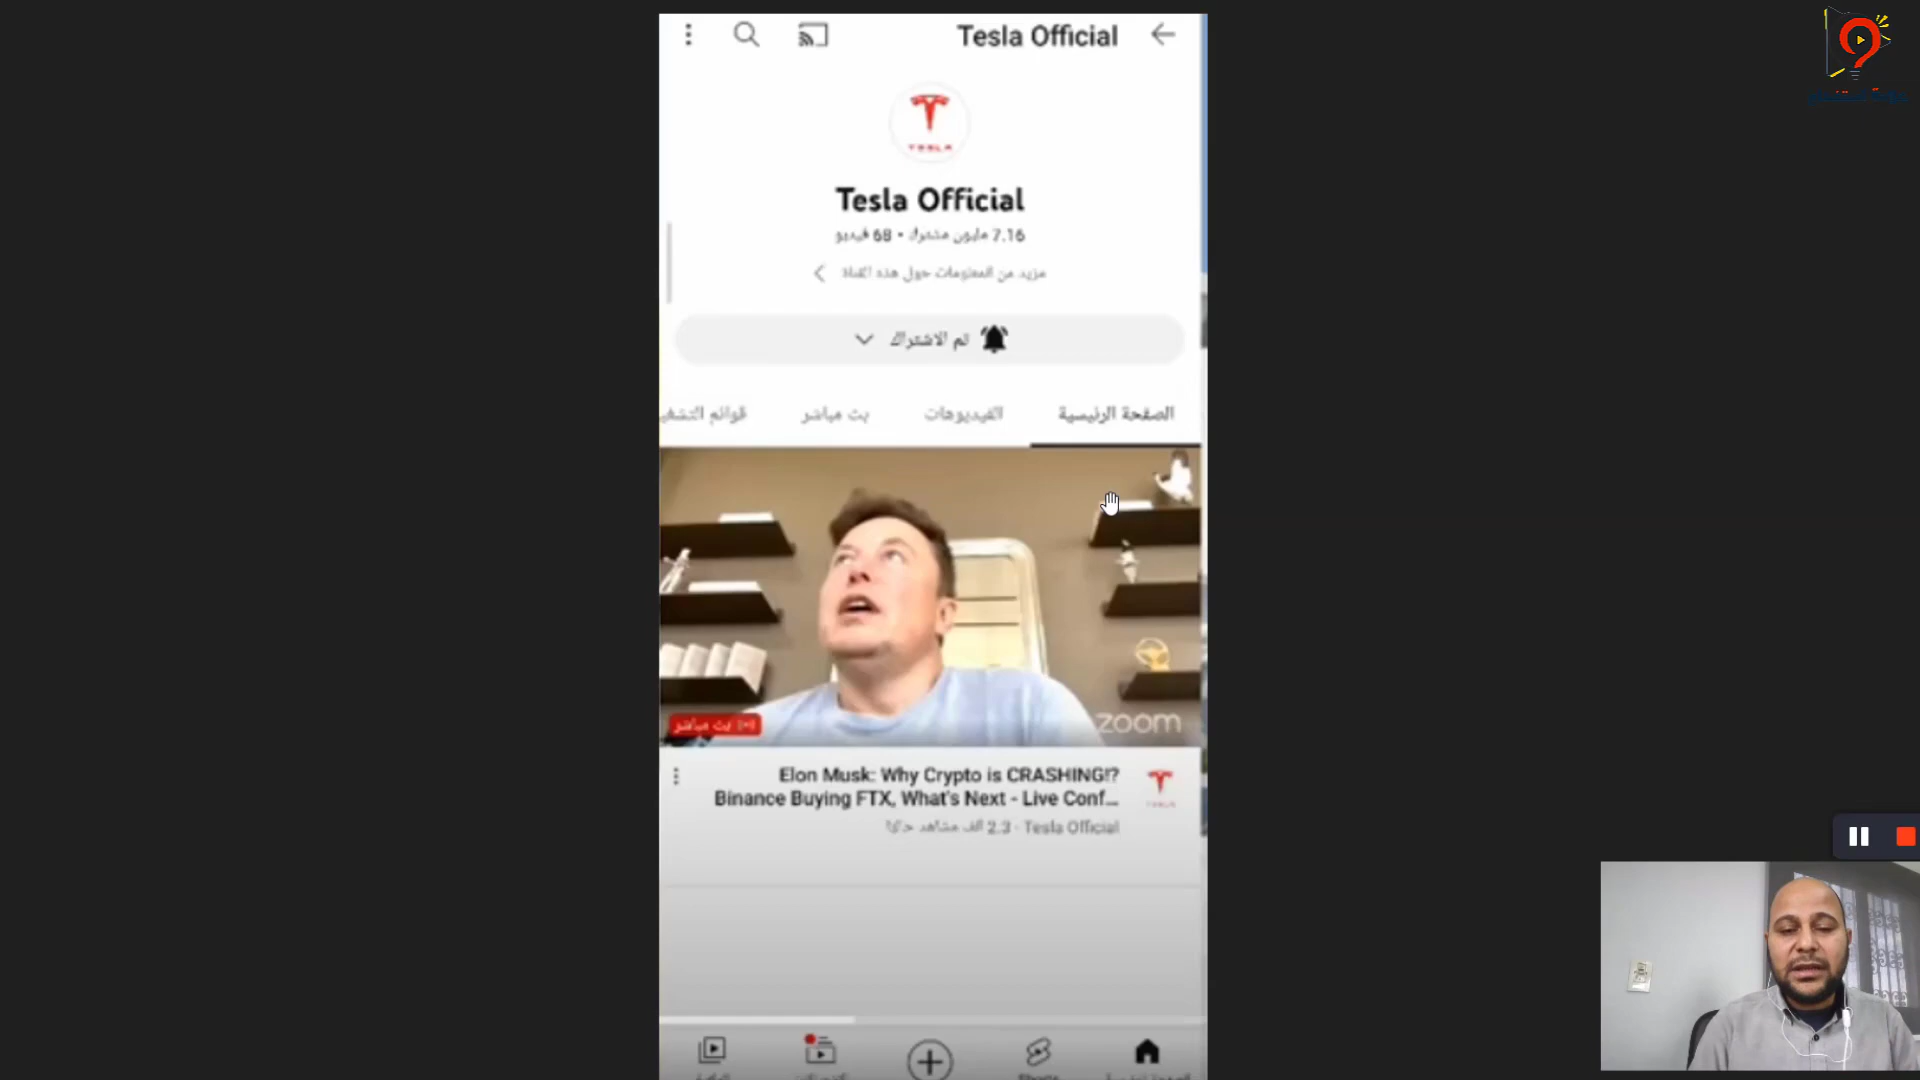 Tesla Official
TESLA
Tesla Official
7.16 مليون مشترك • 68 فيديو
مزيد من المعلومات حول هذه القناة
تم الاشتراك
الصفحة الرئيسية
الفيديوهات
بث مباشر
قوائم التشغي
بث مباشر
zoom
Elon Musk: Why Crypto is CRASHING!?
Binance Buying FTX, What's Next - Live Conf...
Tesla Official · 2.3 ألف مشاهد حاليًا